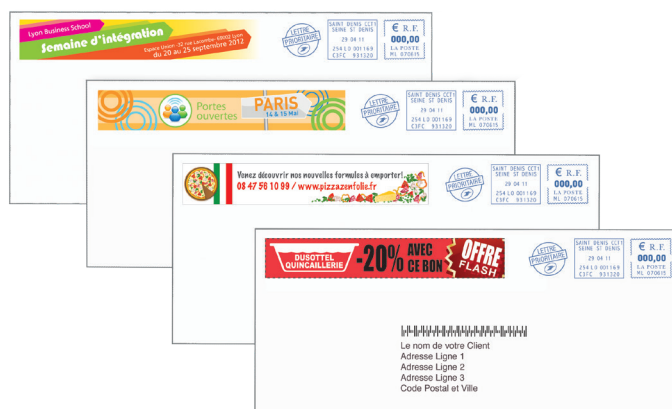 Lyon Business School
Semaine d'intégration
Espace Union -32 rue Lacombe- 69002 Lyon
du 20 au 25 septembre 2012
LETTRE
PRIORITAIRE
SAINT DENIS CCT1
SEINE ST DENIS
29 04 11
254 L0 001169
C3FC 931320
€ R.F.
000,00
LA POSTE
ML 070615
Portes
ouvertes
PARIS
14 & 15 Mai
LETTRE
PRIORITAIRE
SAINT DENIS CCT1
SEINE ST DENIS
29 04 11
254 L0 001169
C3FC 931320
€ R.F.
000,00
LA POSTE
ML 070615
Venez découvrir nos nouvelles formules à emporter!
08 47 56 10 99 / www.pizzazenfolie.fr
LETTRE
PRIORITAIRE
SAINT DENIS CCT1
SEINE ST DENIS
29 04 11
254 L0 001169
C3FC 931320
€ R.F.
000,00
LA POSTE
ML 070615
DUSOTTEL
QUINCAILLERIE
-20% AVEC
CE BON
OFFRE
FLASH
LETTRE
PRIORITAIRE
SAINT DENIS CCT1
SEINE ST DENIS
29 04 11
254 L0 001169
C3FC 931320
€ R.F.
000,00
LA POSTE
ML 070615
Le nom de votre Client
Adresse Ligne 1
Adresse Ligne 2
Adresse Ligne 3
Code Postal et Ville